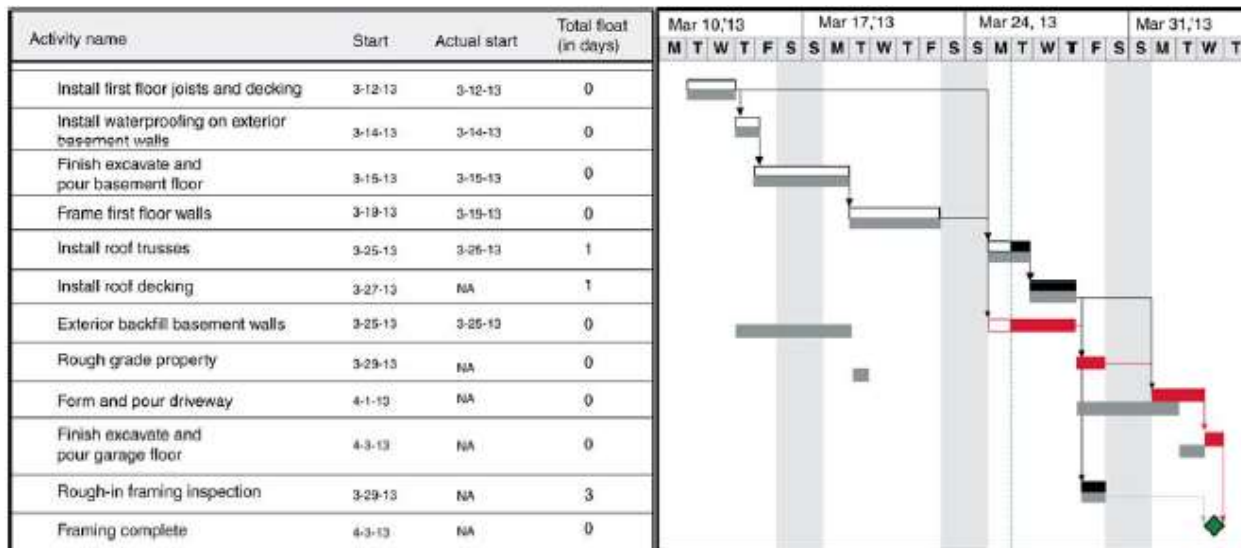 Activity name Start Actual start Total float
(in days)
Mar 10,'13 Mar 17,'13 Mar 24, 13 Mar 31,'13
M T W T F S S M T W T F S S M T W T F S S M T W T
Install first floor joists and decking 3-12-13 3-12-13 0
Install waterproofing on exterior
basement walls 3-14-13 3-14-13 0
Finish excavate and
pour basement floor 3-15-13 3-15-13 0
Frame first floor walls 3-19-13 3-19-13 0
Install roof trusses 3-25-13 1
Install roof decking 3-27-13 NA 1
Exterior backfill basement walls 3-25-13 0
Rough grade property 3-29-13 NA 0
Form and pour driveway 4-1-13 NA 0
Finish excavate and
pour garage floor 4-3-13 NA 0
Rough-in framing inspection 3-29-13 NA 3
Framing complete 4-3-13 NA 0